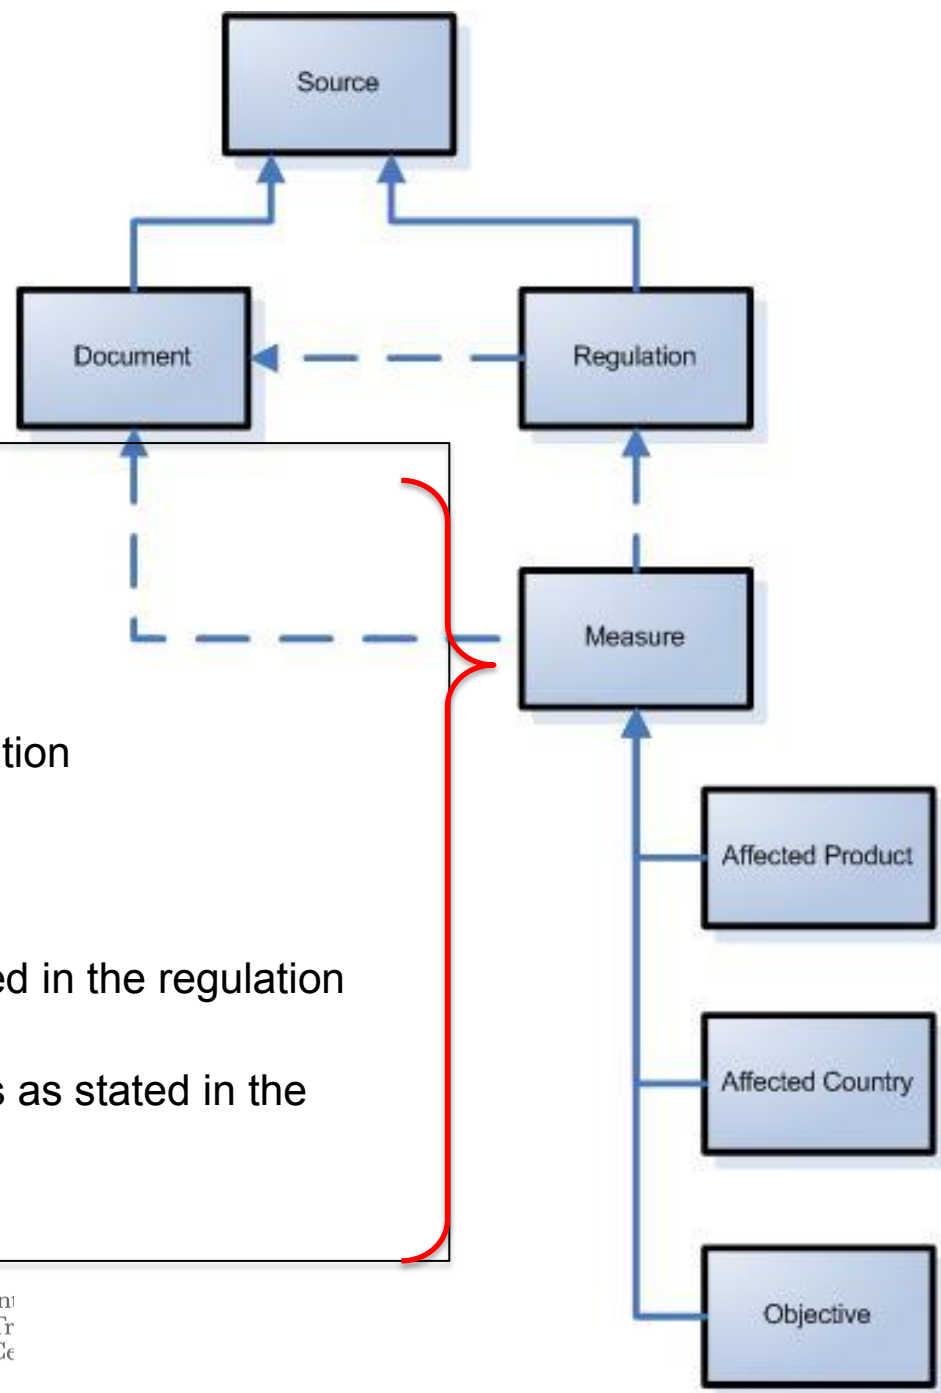 Source
Document
Regulation
Measure
tion
Affected Product
ed in the regulation
Affected Country
s as stated in the
Objective